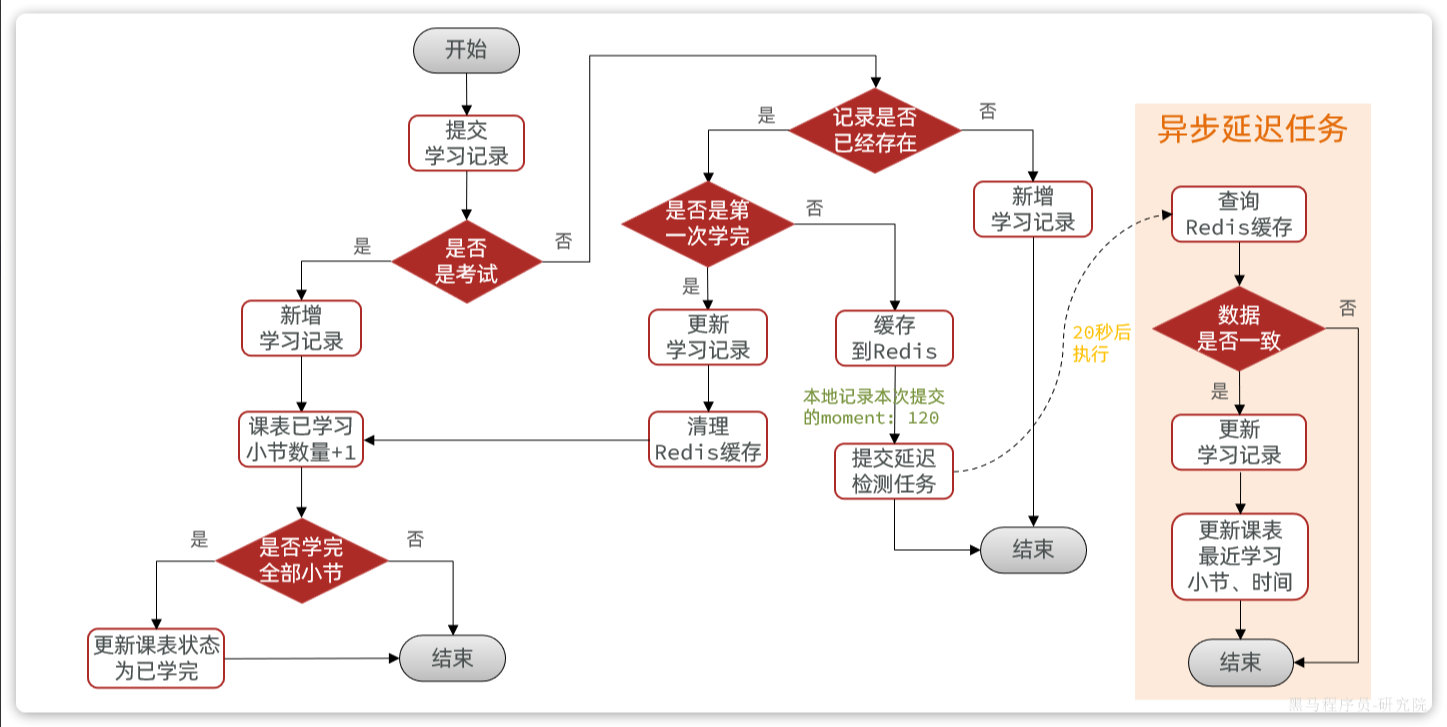 开始
提交
学习记录
是否
是考试
是
否
新增
学习记录
课表已学习
小节数量+1
是否学完
全部小节
是
否
更新课表状态
为已学完
结束
记录是否
已经存在
是
否
是否是第
一次学完
否
是
更新
学习记录
清理
Redis缓存
缓存
到Redis
本地记录本次提交
的moment: 120
提交延迟
检测任务
新增
学习记录
结束
20秒后
执行
异步延迟任务
查询
Redis缓存
数据
是否一致
否
是
更新
学习记录
更新课表
最近学习
小节、时间
结束
黑马程序员-研究院